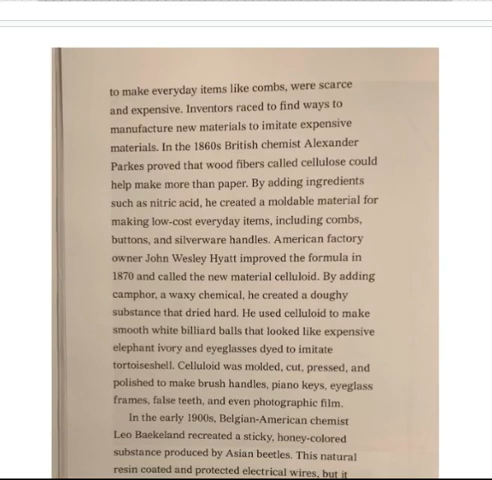 to make everyday items like combs, were scarce
and expensive. Inventors raced to find ways to
manufacture new materials to imitate expensive
materials. In the 1860s British chemist Alexander
Parkes proved that wood fibers called cellulose could
help make more than paper. By adding ingredients
such as nitric acid, he created a moldable material for
making low-cost everyday items, including combs,
buttons, and silverware handles. American factory
owner John Wesley Hyatt improved the formula in
1870 and called the new material celluloid. By adding
camphor, a waxy chemical, he created a doughy
substance that dried hard. He used celluloid to make
smooth white billiard balls that looked like expensive
elephant ivory and eyeglasses dyed to imitate
tortoiseshell. Celluloid was molded, cut, pressed, and
polished to make brush handles, piano keys, eyeglass
frames, false teeth, and even photographic film.
In the early 1900s, Belgian-American chemist
Leo Baekeland recreated a sticky, honey-colored
substance produced by Asian beetles. This natural
resin coated and protected electrical wires, but it